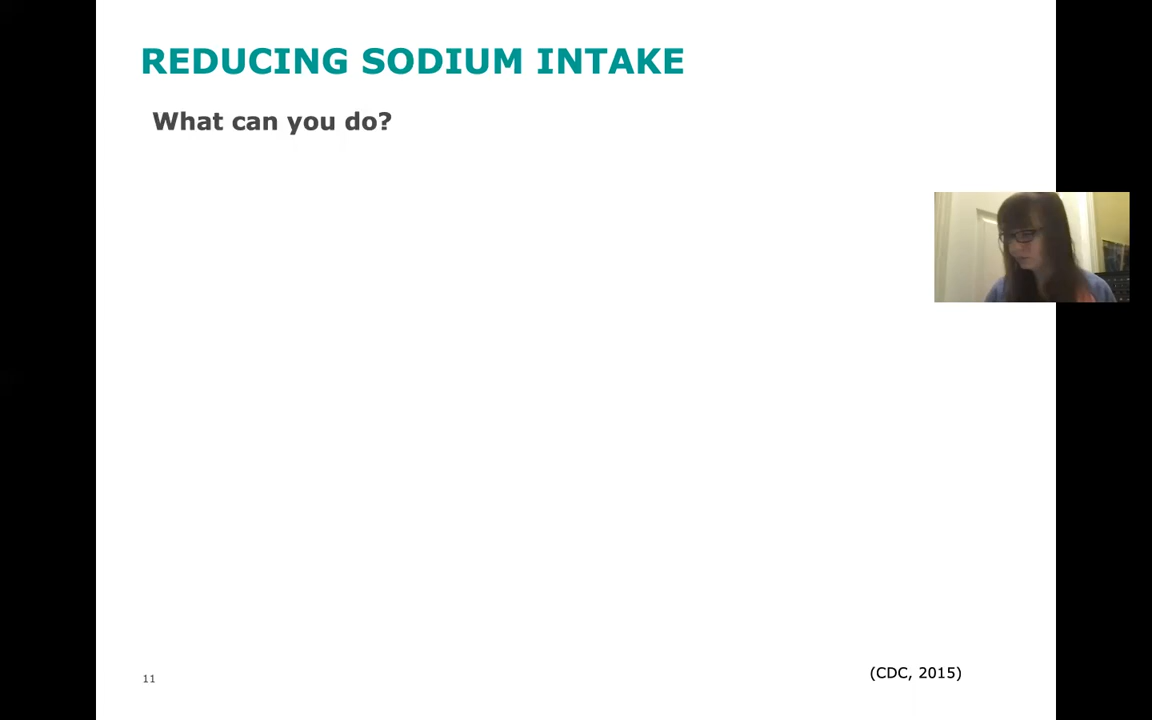 REDUCING SODIUM INTAKE
What can you do?
11
(CDC, 2015)